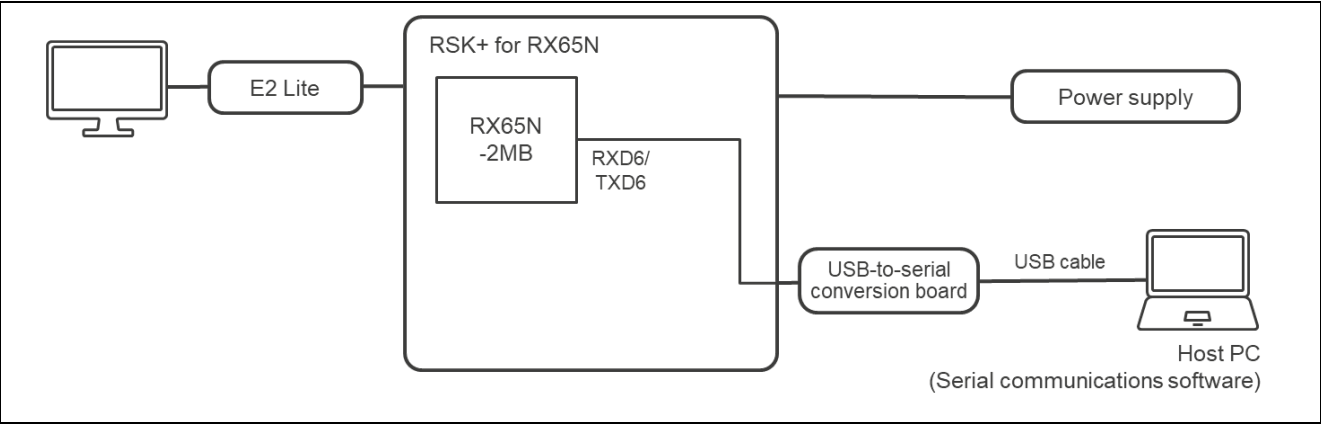 RSK+ for RX65N
E2 Lite
RX65N
-2MB
RXD6/
TXD6
Power supply
USB-to-serial
conversion board
USB cable
Host PC
(Serial communications software)